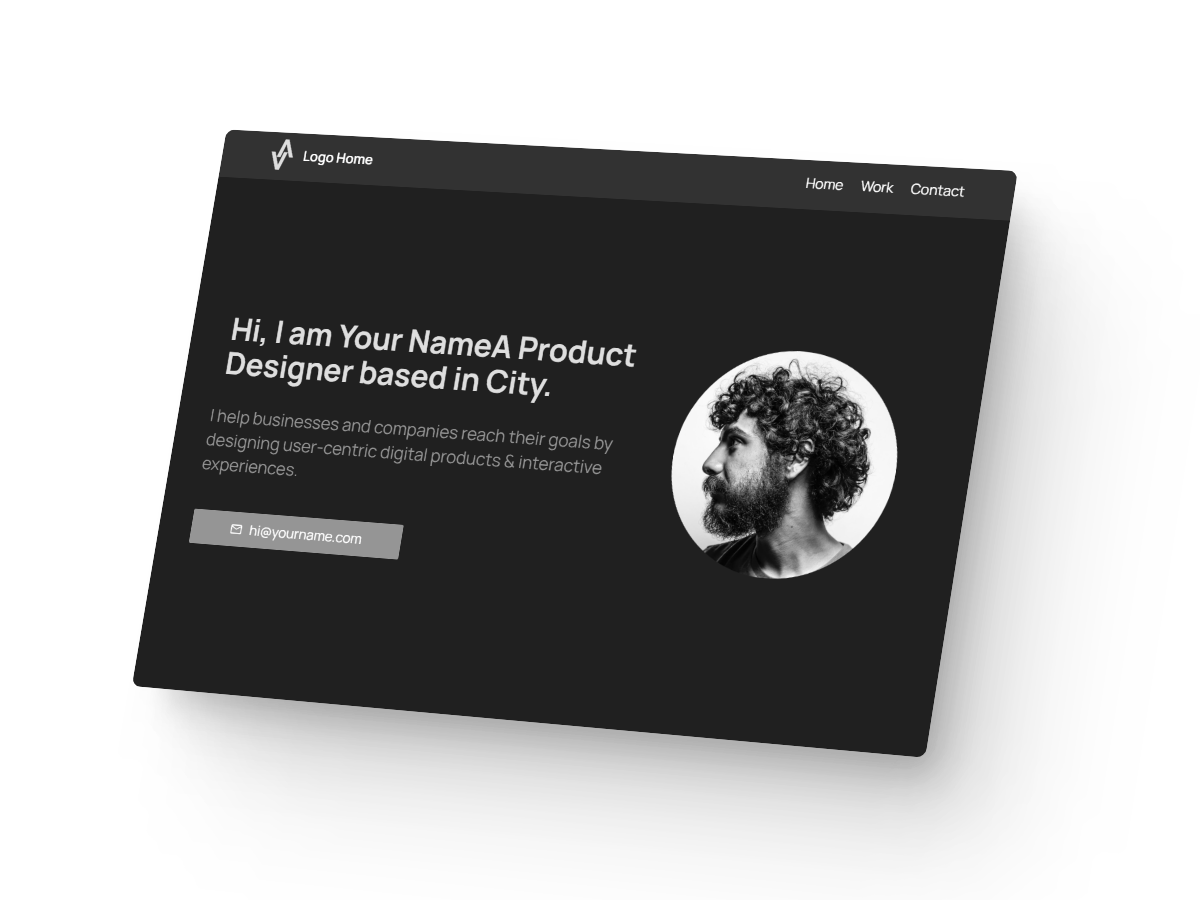 Logo Home
Home Work Contact
Hi, I am Your NameA Product
Designer based in City.
I help businesses and companies reach their goals by
designing user-centric digital products & interactive
experiences.
hi@yourname.com